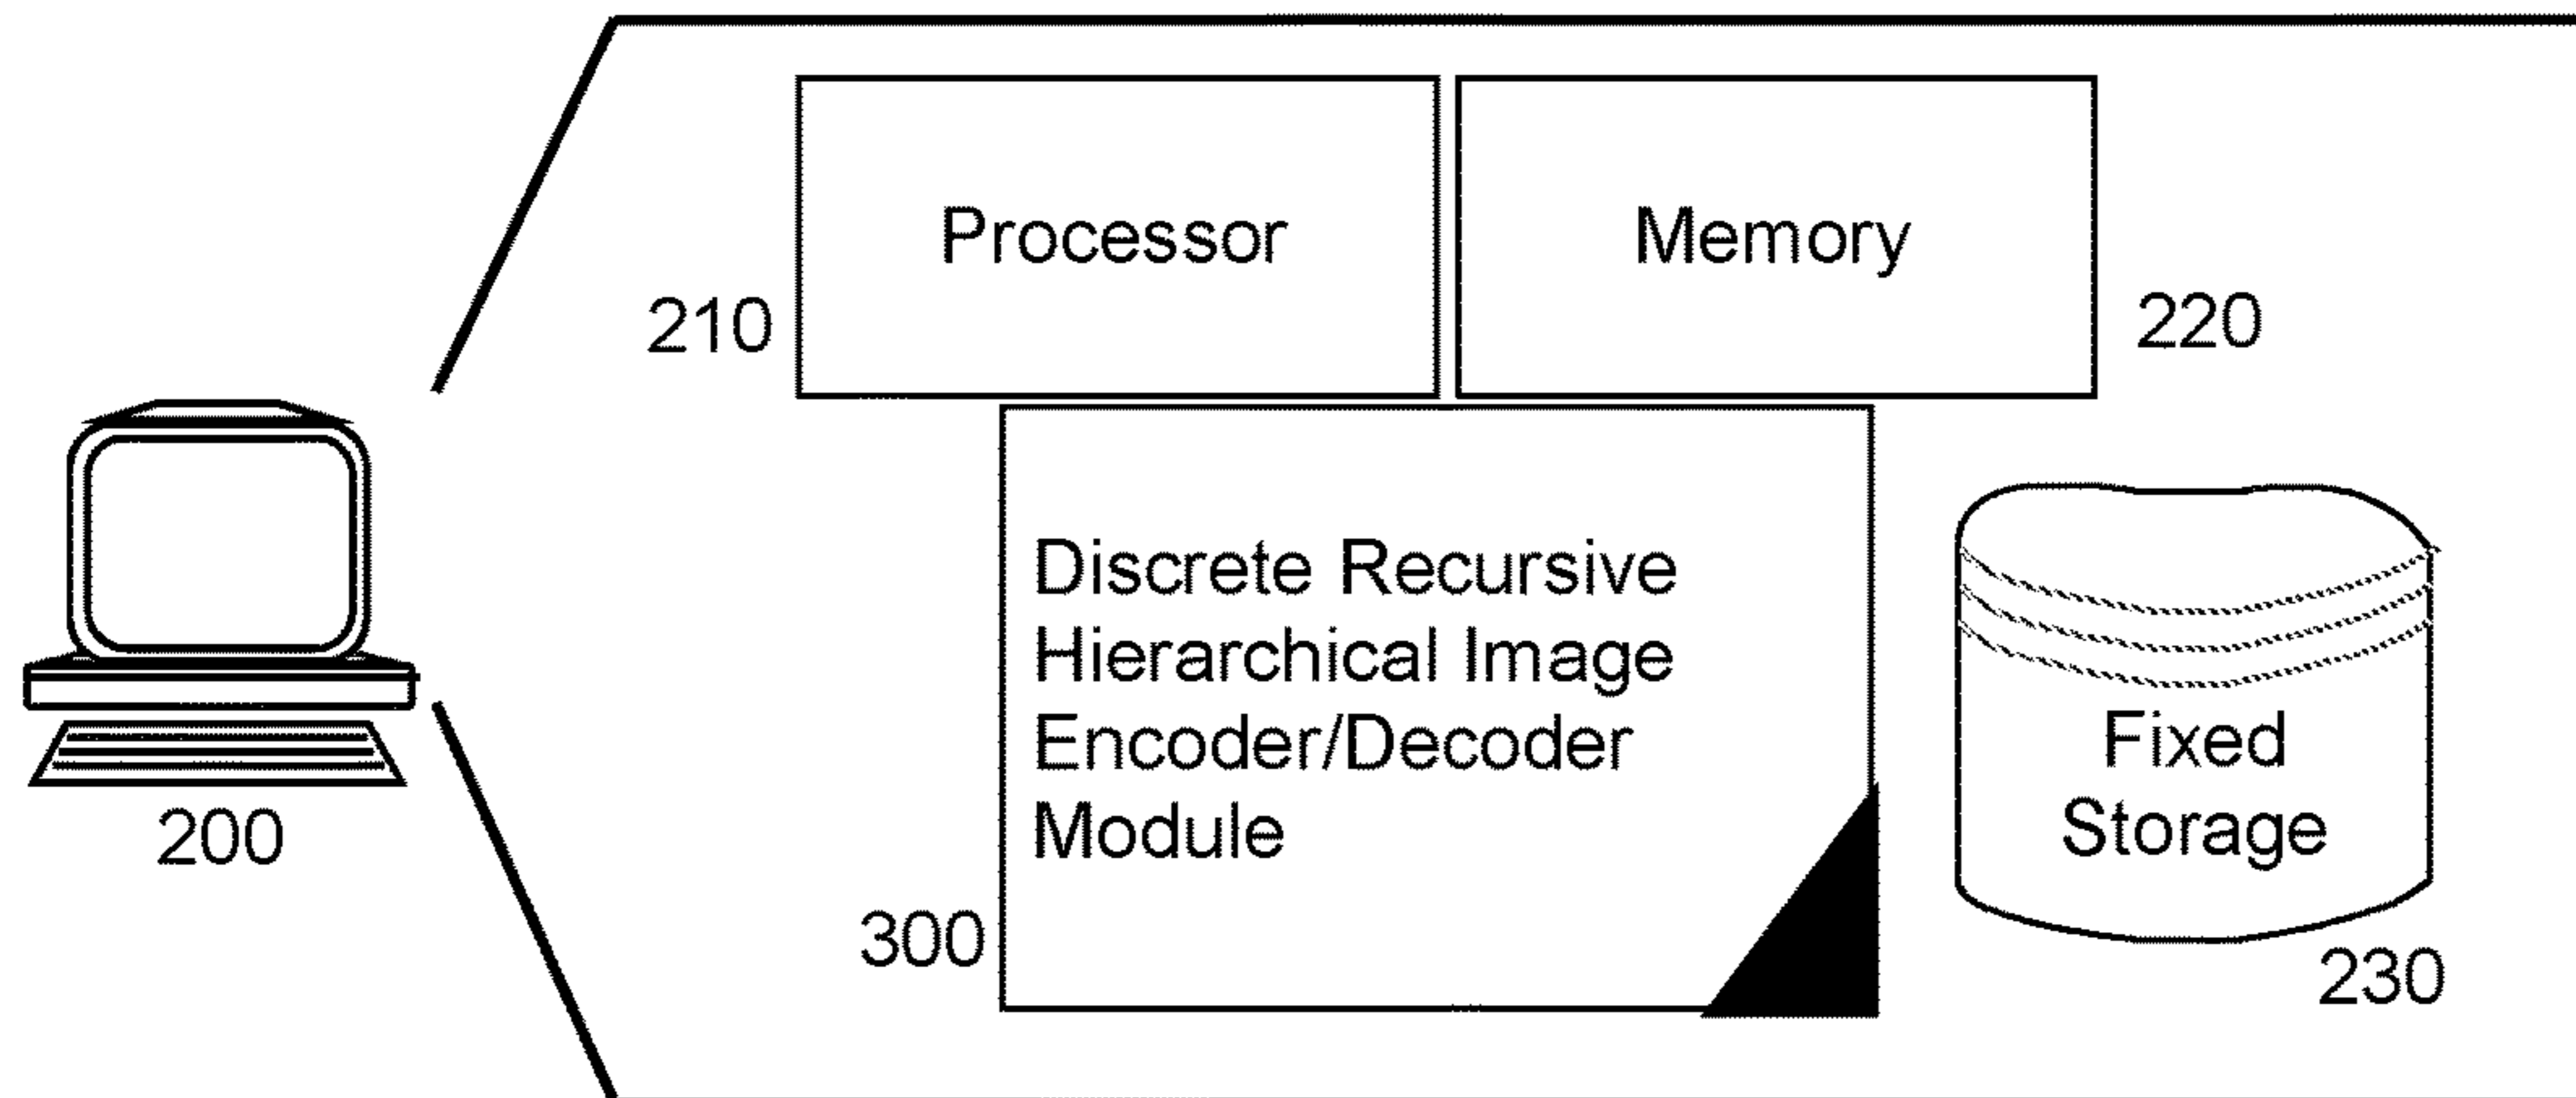 Processor
Memory
210
220
Discrete Recursive
Hierarchical Image
Encoder/Decoder
Module
Fixed
Storage
200
300
230